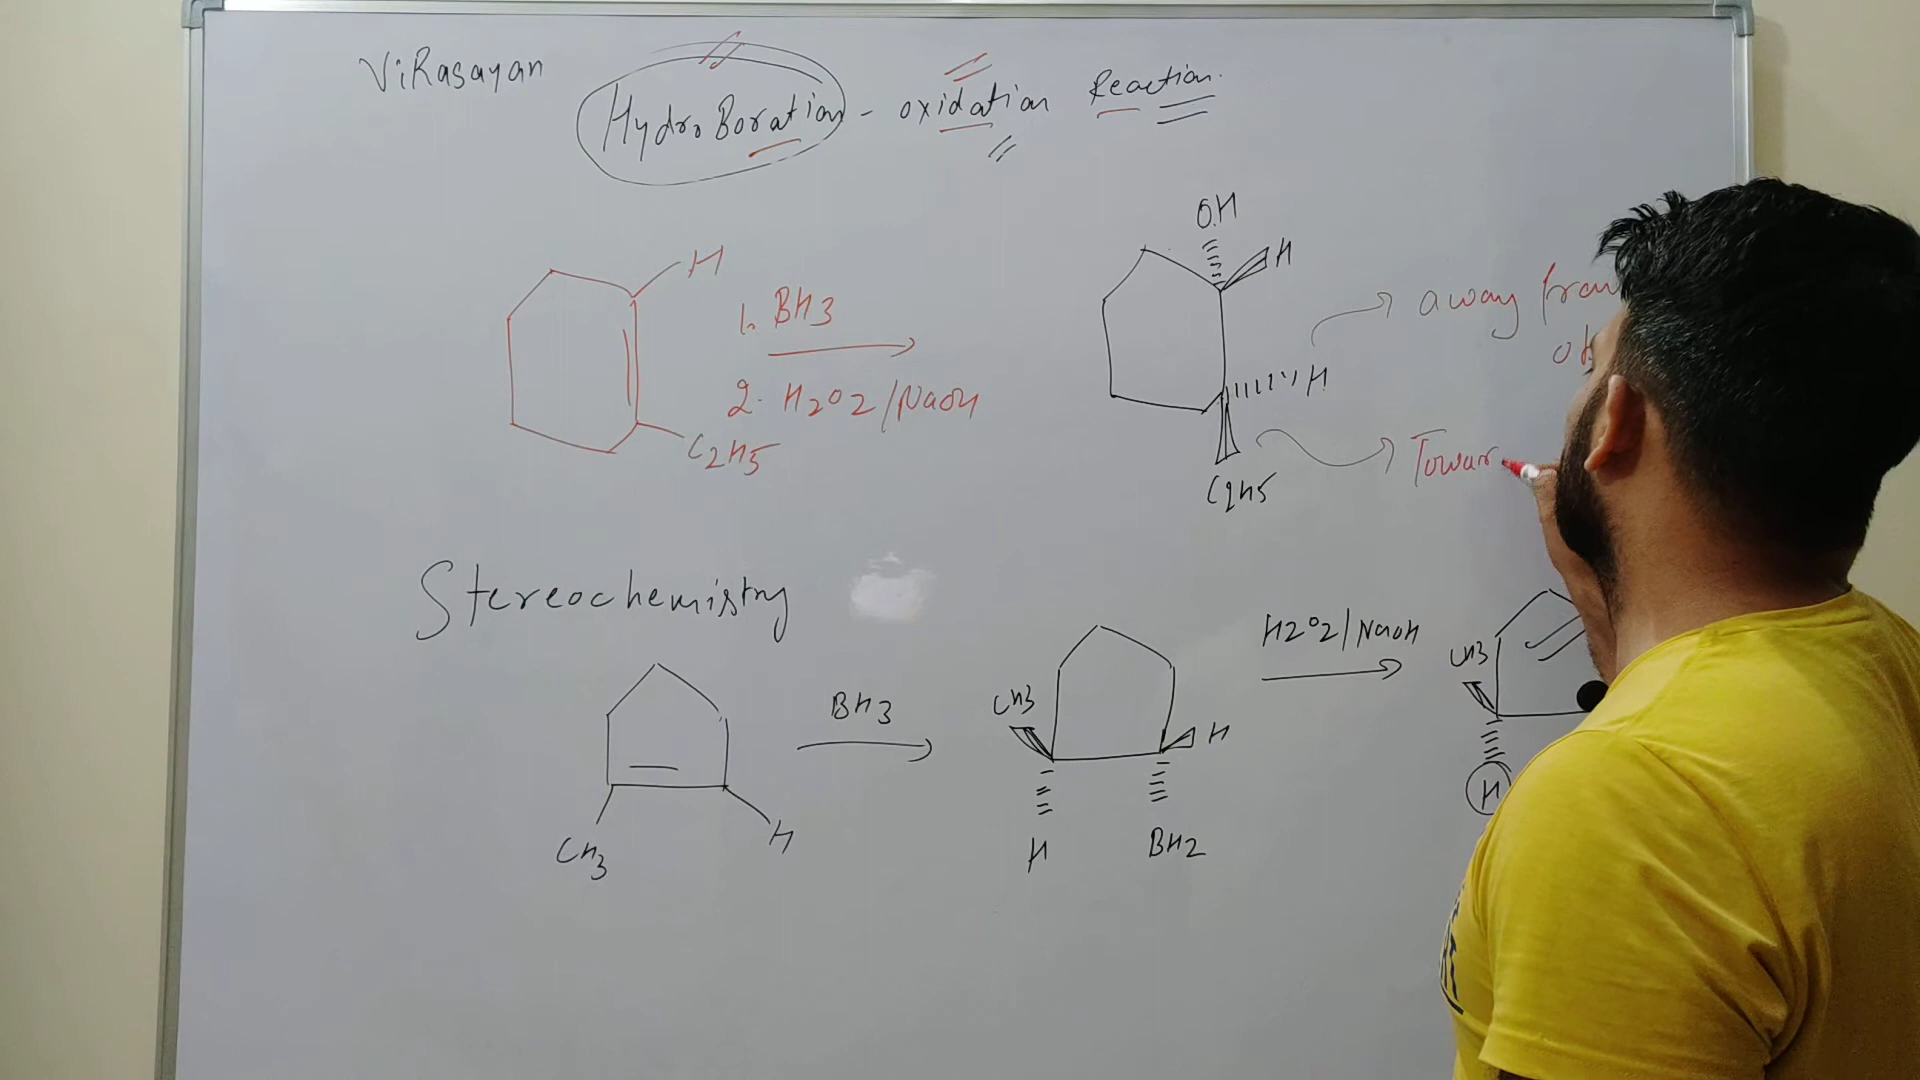 ViRasayan
HydroBoration - oxidation Reaction.
H
1. BH3
2. H2O2/NaOH
C2H5
OH
H
H
C2H5
away
Towar
Stereochemistry
CH3
H
BH3
CH3
H
H
BH2
H2O2/NaOH
CH3
H